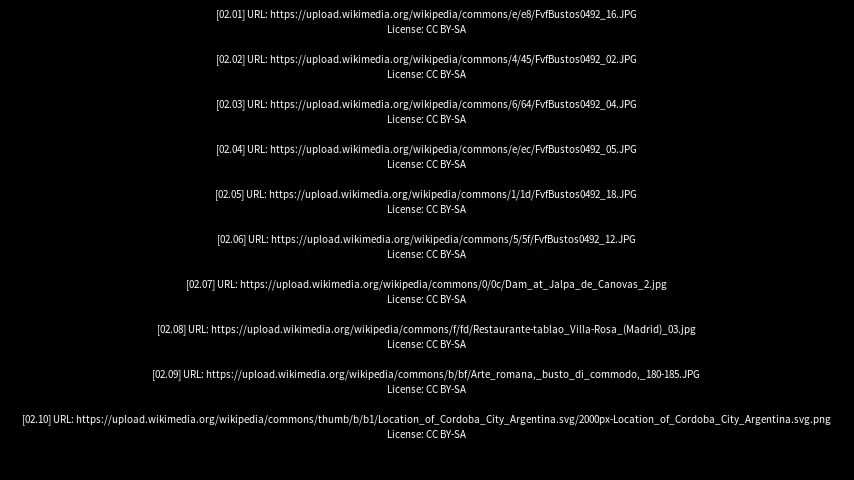 [02.01] URL: https://upload.wikimedia.org/wikipedia/commons/e/e8/FvfBustos0492_16.JPG
License: CC BY-SA
[02.02] URL: https://upload.wikimedia.org/wikipedia/commons/4/45/FvfBustos0492_02.JPG
License: CC BY-SA
[02.03] URL: https://upload.wikimedia.org/wikipedia/commons/6/64/FvfBustos0492_04.JPG
License: CC BY-SA
[02.04] URL: https://upload.wikimedia.org/wikipedia/commons/e/ec/FvfBustos0492_05.JPG
License: CC BY-SA
[02.05] URL: https://upload.wikimedia.org/wikipedia/commons/1/1d/FvfBustos0492_18.JPG
License: CC BY-SA
[02.06] URL: https://upload.wikimedia.org/wikipedia/commons/5/5f/FvfBustos0492_12.JPG
License: CC BY-SA
[02.07] URL: https://upload.wikimedia.org/wikipedia/commons/0/0c/Dam_at_Jalpa_de_Canovas_2.jpg
License: CC BY-SA
[02.08] URL: https://upload.wikimedia.org/wikipedia/commons/f/fd/Restaurante-tablao_Villa-Rosa_(Madrid)_03.jpg
License: CC BY-SA
[02.09] URL: https://upload.wikimedia.org/wikipedia/commons/b/bf/Arte_romana,_busto_di_commodo,_180-185.JPG
License: CC BY-SA
[02.10] URL: https://upload.wikimedia.org/wikipedia/commons/thumb/b/b1/Location_of_Cordoba_City_Argentina.svg/2000px-Location_of_Cordoba_City_Argentina.svg.png
License: CC BY-SA